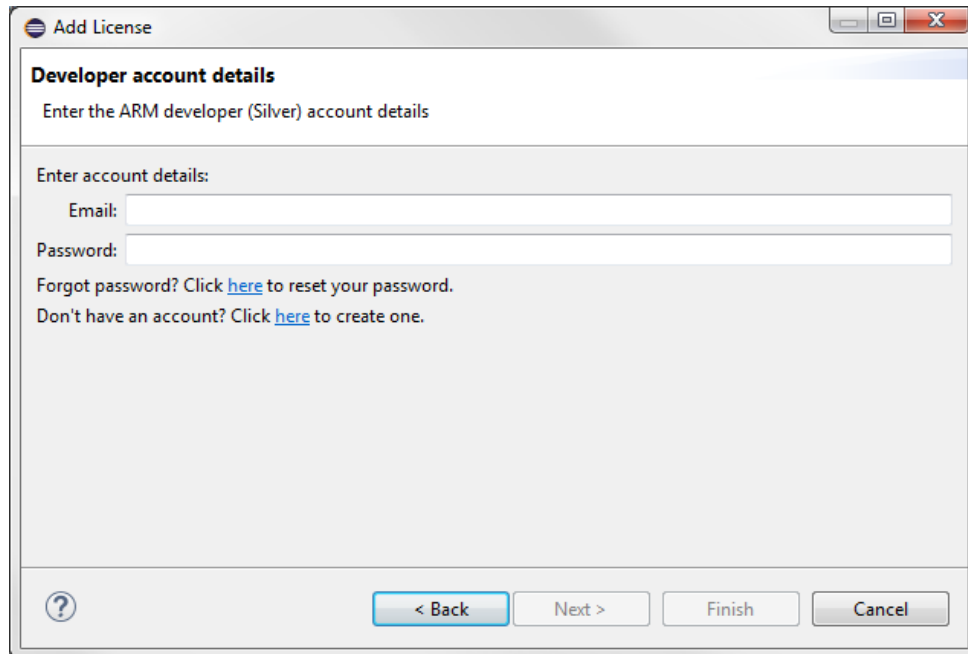 Add License
Developer account details
Enter the ARM developer (Silver) account details
Enter account details:
Email:
Password:
Forgot password? Click here to reset your password.
Don't have an account? Click here to create one.
?
< Back
Next >
Finish
Cancel